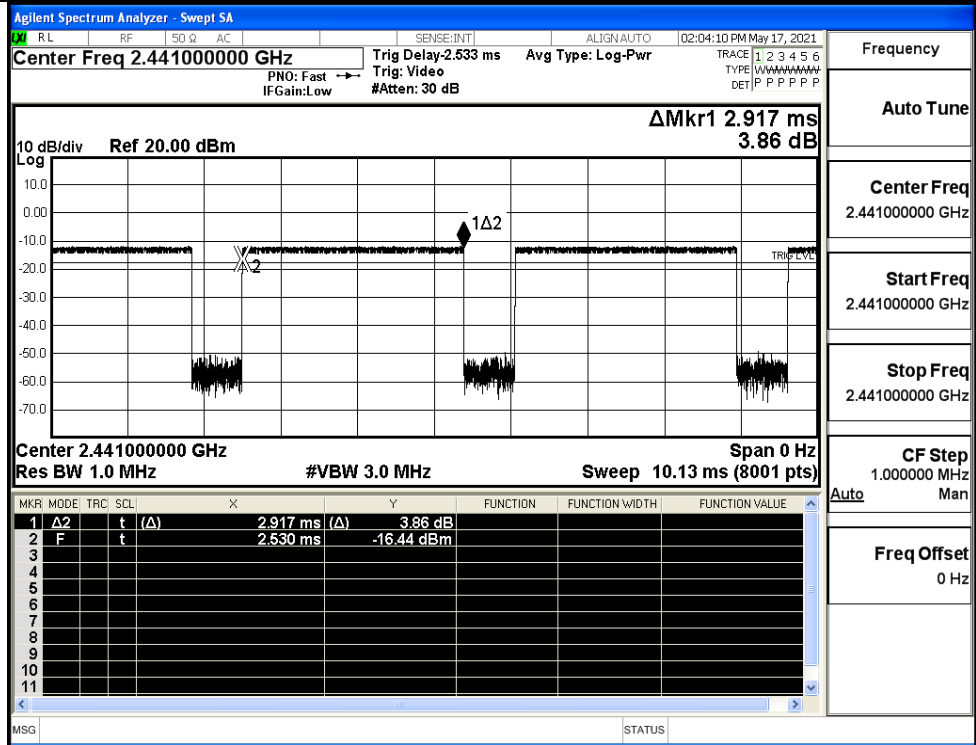 Agilent Spectrum Analyzer - Swept SA
LXI RL RF 50 Ω AC SENSE:INT ALIGNAUTO 02:04:10 PM May 17, 2021
Center Freq 2.441000000 GHz
PNO: Fast
IFGain:Low
Trig Delay-2.533 ms
Trig: Video
#Atten: 30 dB
Avg Type: Log-Pwr
TRACE 1 2 3 4 5 6
TYPE WWWWWW
DET P P P P P P
ΔMkr1 2.917 ms
3.86 dB
10 dB/div Ref 20.00 dBm
Log
10.0
0.00
-10.0
-20.0
-30.0
-40.0
-50.0
-60.0
-70.0
1Δ2
2
TRIG LVL
Center 2.441000000 GHz Span 0 Hz
Res BW 1.0 MHz #VBW 3.0 MHz Sweep 10.13 ms (8001 pts)
MKR MODE TRC SCL X Y FUNCTION FUNCTION WIDTH FUNCTION VALUE
1 Δ2 t (Δ) 2.917 ms (Δ) 3.86 dB
2 F t 2.530 ms -16.44 dBm
3
4
5
6
7
8
9
10
11
MSG STATUS
Frequency
Auto Tune
Center Freq
2.441000000 GHz
Start Freq
2.441000000 GHz
Stop Freq
2.441000000 GHz
CF Step
1.000000 MHz
Auto Man
Freq Offset
0 Hz